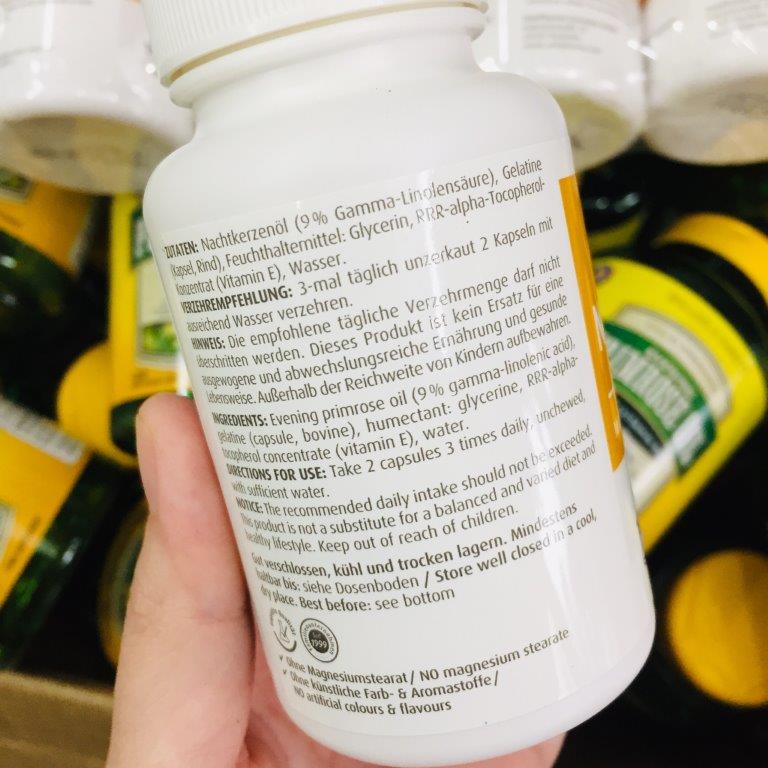 ZUTATEN: Nachtkerzenöl (9% Gamma-Linolensäure), Gelatine
(Kapsel, Rind), Feuchthaltemittel: Glycerin, RRR-alpha-Tocopherol-
Konzentrat (Vitamin E), Wasser.
VERZEHREMPFEHLUNG: 3-mal täglich unzerkaut 2 Kapseln mit
ausreichend Wasser verzehren.
HINWEIS: Die empfohlene tägliche Verzehrmenge darf nicht
überschritten werden. Dieses Produkt ist kein Ersatz für eine
ausgewogene und abwechslungsreiche Ernährung und gesunde
Lebensweise. Außerhalb der Reichweite von Kindern aufbewahren.
INGREDIENTS: Evening primrose oil (9% gamma-linolenic acid),
gelatine (capsule, bovine), humectant: glycerine, RRR-alpha-
tocopherol concentrate (vitamin E), water.
DIRECTIONS FOR USE: Take 2 capsules 3 times daily, unchewed,
with sufficient water.
NOTICE: The recommended daily intake should not be exceeded.
This product is not a substitute for a balanced and varied diet and
healthy lifestyle. Keep out of reach of children.
Gut verschlossen, kühl und trocken lagern. Mindestens
haltbar bis: siehe Dosenboden / Store well closed in a cool,
dry place. Best before: see bottom
1999
✓ Ohne Magnesiumstearat / NO magnesium stearate
✓ Ohne künstliche Farb- & Aromastoffe /
NO artificial colours & flavours